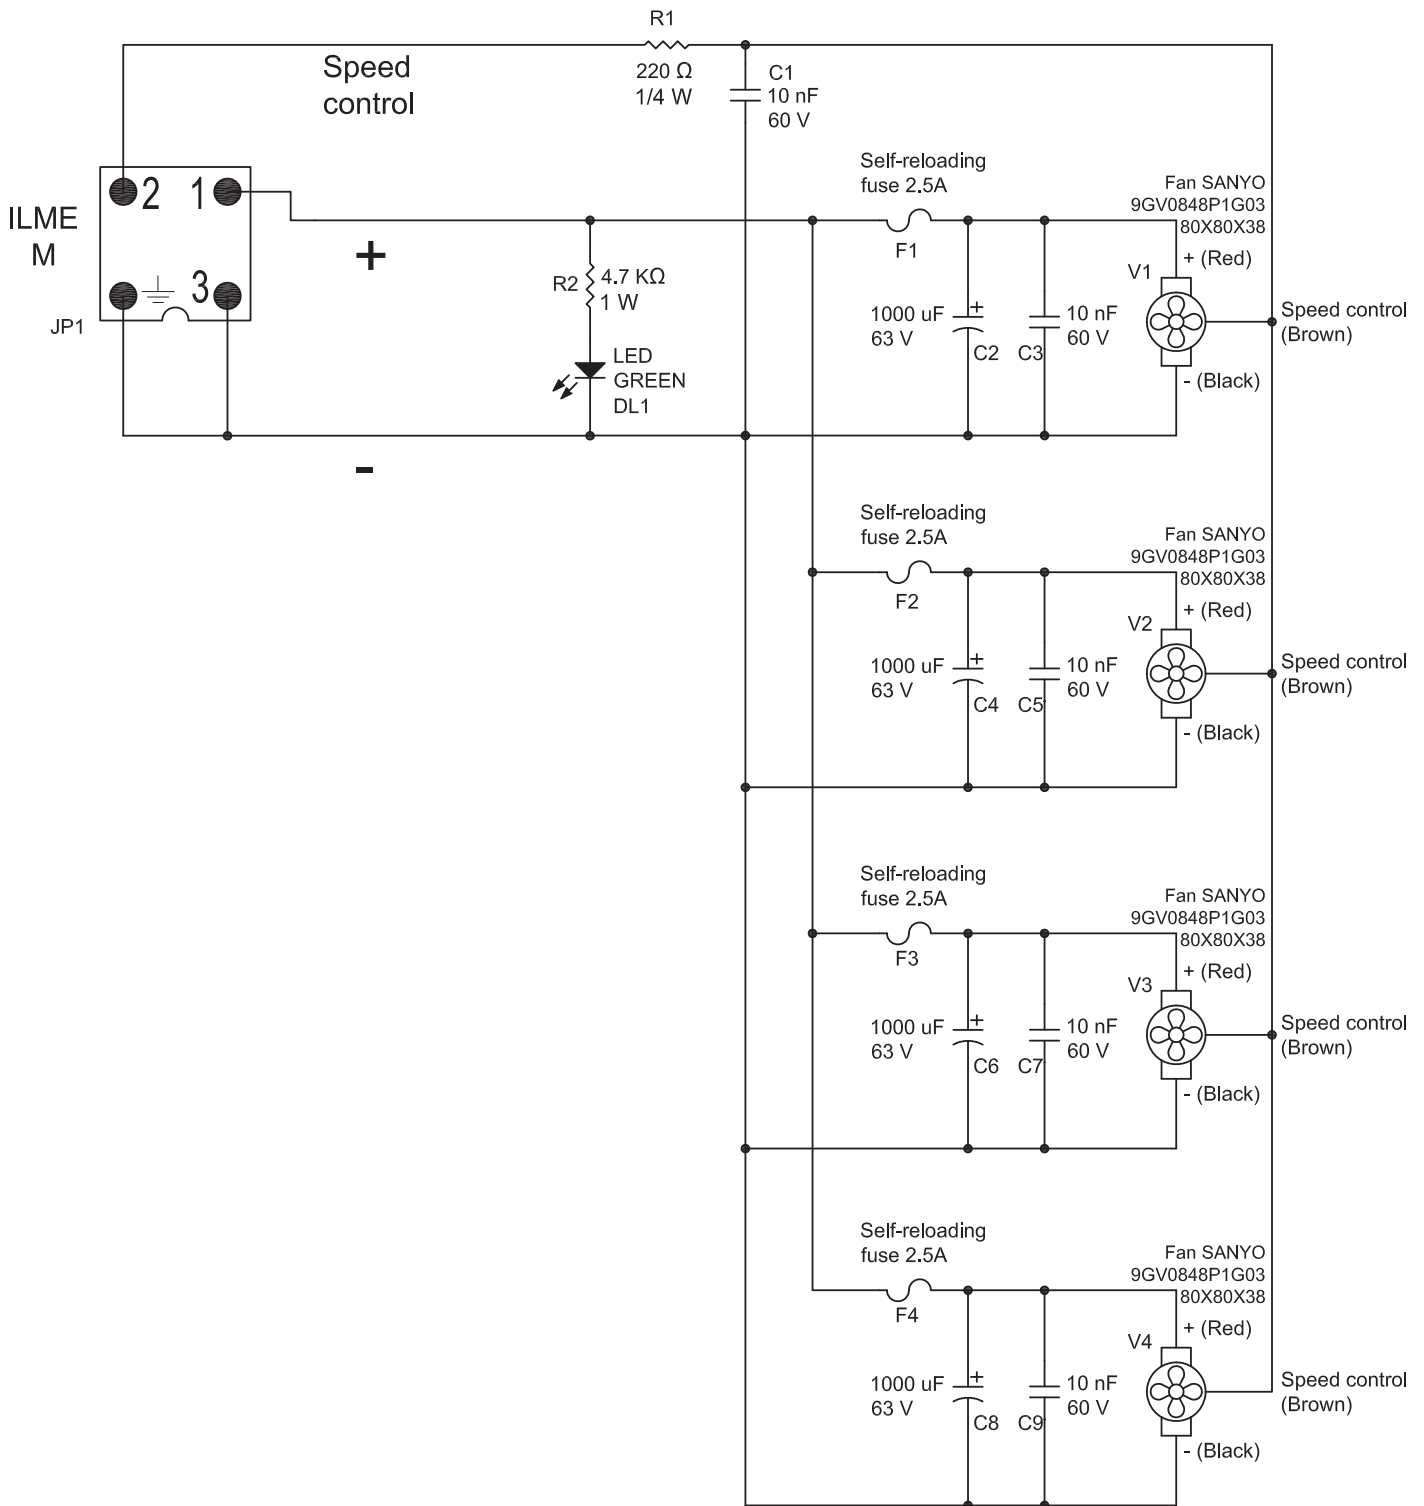 R1
220 Ω
1/4 W
Speed
control
C1
10 nF
60 V
ILME
M
2
1
3
JP1
+
-
R2
4.7 KΩ
1 W
LED
GREEN
DL1
Self-reloading
fuse 2.5A
F1
1000 uF
63 V
+
C2
C3
10 nF
60 V
Fan SANYO
9GV0848P1G03
80X80X38
+ (Red)
V1
Speed control
(Brown)
- (Black)
Self-reloading
fuse 2.5A
F2
1000 uF
63 V
+
C4
C5
10 nF
60 V
Fan SANYO
9GV0848P1G03
80X80X38
+ (Red)
V2
Speed control
(Brown)
- (Black)
Self-reloading
fuse 2.5A
F3
1000 uF
63 V
+
C6
C7
10 nF
60 V
Fan SANYO
9GV0848P1G03
80X80X38
+ (Red)
V3
Speed control
(Brown)
- (Black)
Self-reloading
fuse 2.5A
F4
1000 uF
63 V
+
C8
C9
10 nF
60 V
Fan SANYO
9GV0848P1G03
80X80X38
+ (Red)
V4
Speed control
(Brown)
- (Black)